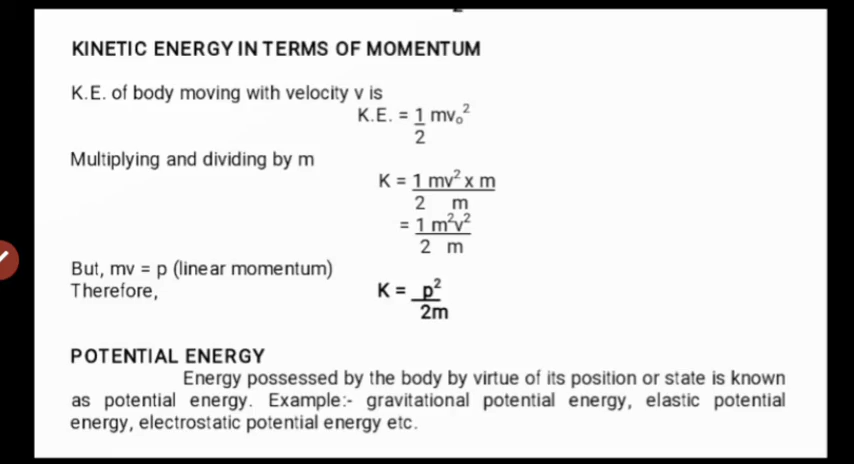 KINETIC ENERGY IN TERMS OF MOMENTUM
K.E. of body moving with velocity v is
K.E. = 1 mv₀²
2
Multiplying and dividing by m
K = 1 mv² x m
2 m
= 1 m²v²
2 m
But, mv = p (linear momentum)
Therefore,
K = p²
2m
POTENTIAL ENERGY
Energy possessed by the body by virtue of its position or state is known
as potential energy. Example:- gravitational potential energy, elastic potential
energy, electrostatic potential energy etc.